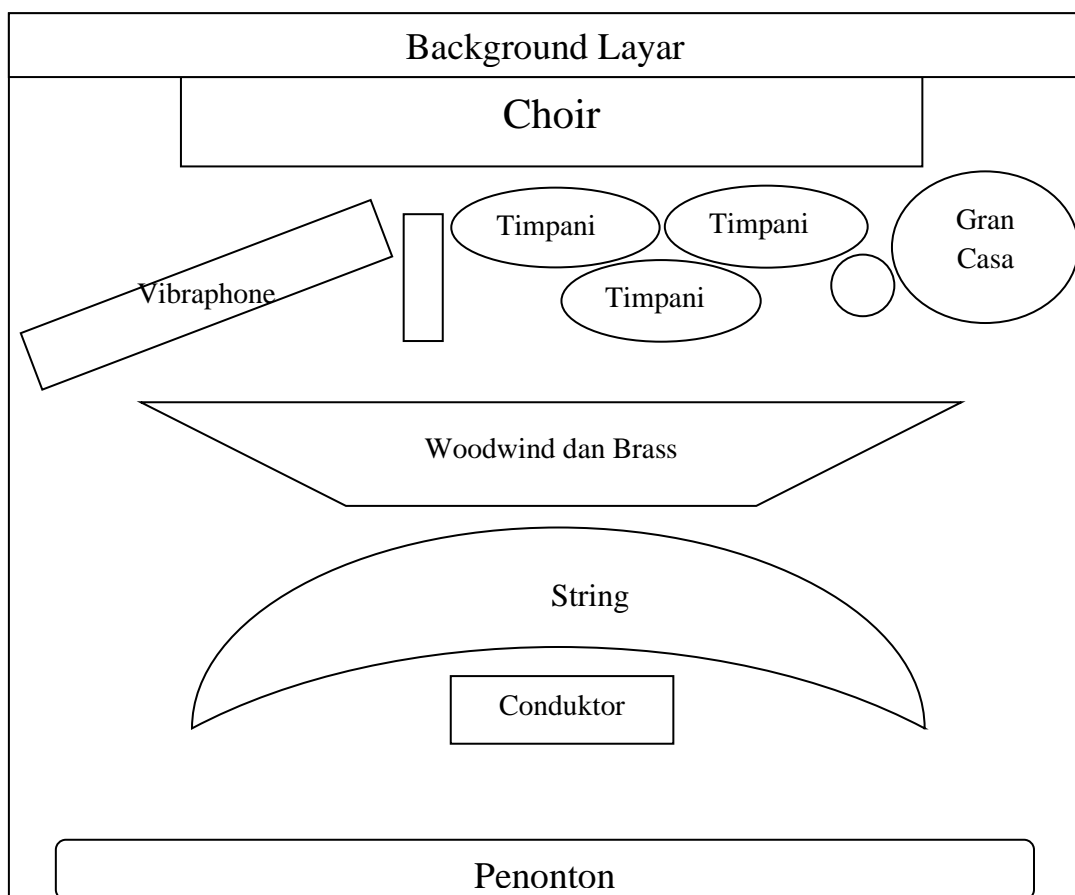 Background Layar
Choir
Timpani
Timpani
Gran
Casa
Vibraphone
Timpani
Woodwind dan Brass
String
Conduktor
Penonton